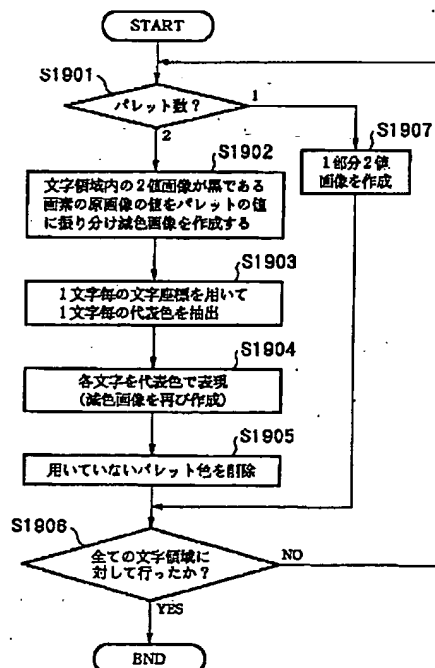 START
S1901
パレット数?
1
2
S1907
1部分2値
画像を作成
S1902
文字領域内の2値画像が黒である
画素の原画像の値をパレットの値
に振り分け減色画像を作成する
S1903
1文字毎の文字座標を用いて
1文字毎の代表色を抽出
S1904
各文字を代表色で表現
(減色画像を再び作成)
S1905
用いていないパレット色を削除
S1906
全ての文字領域に
対して行ったか?
NO
YES
END